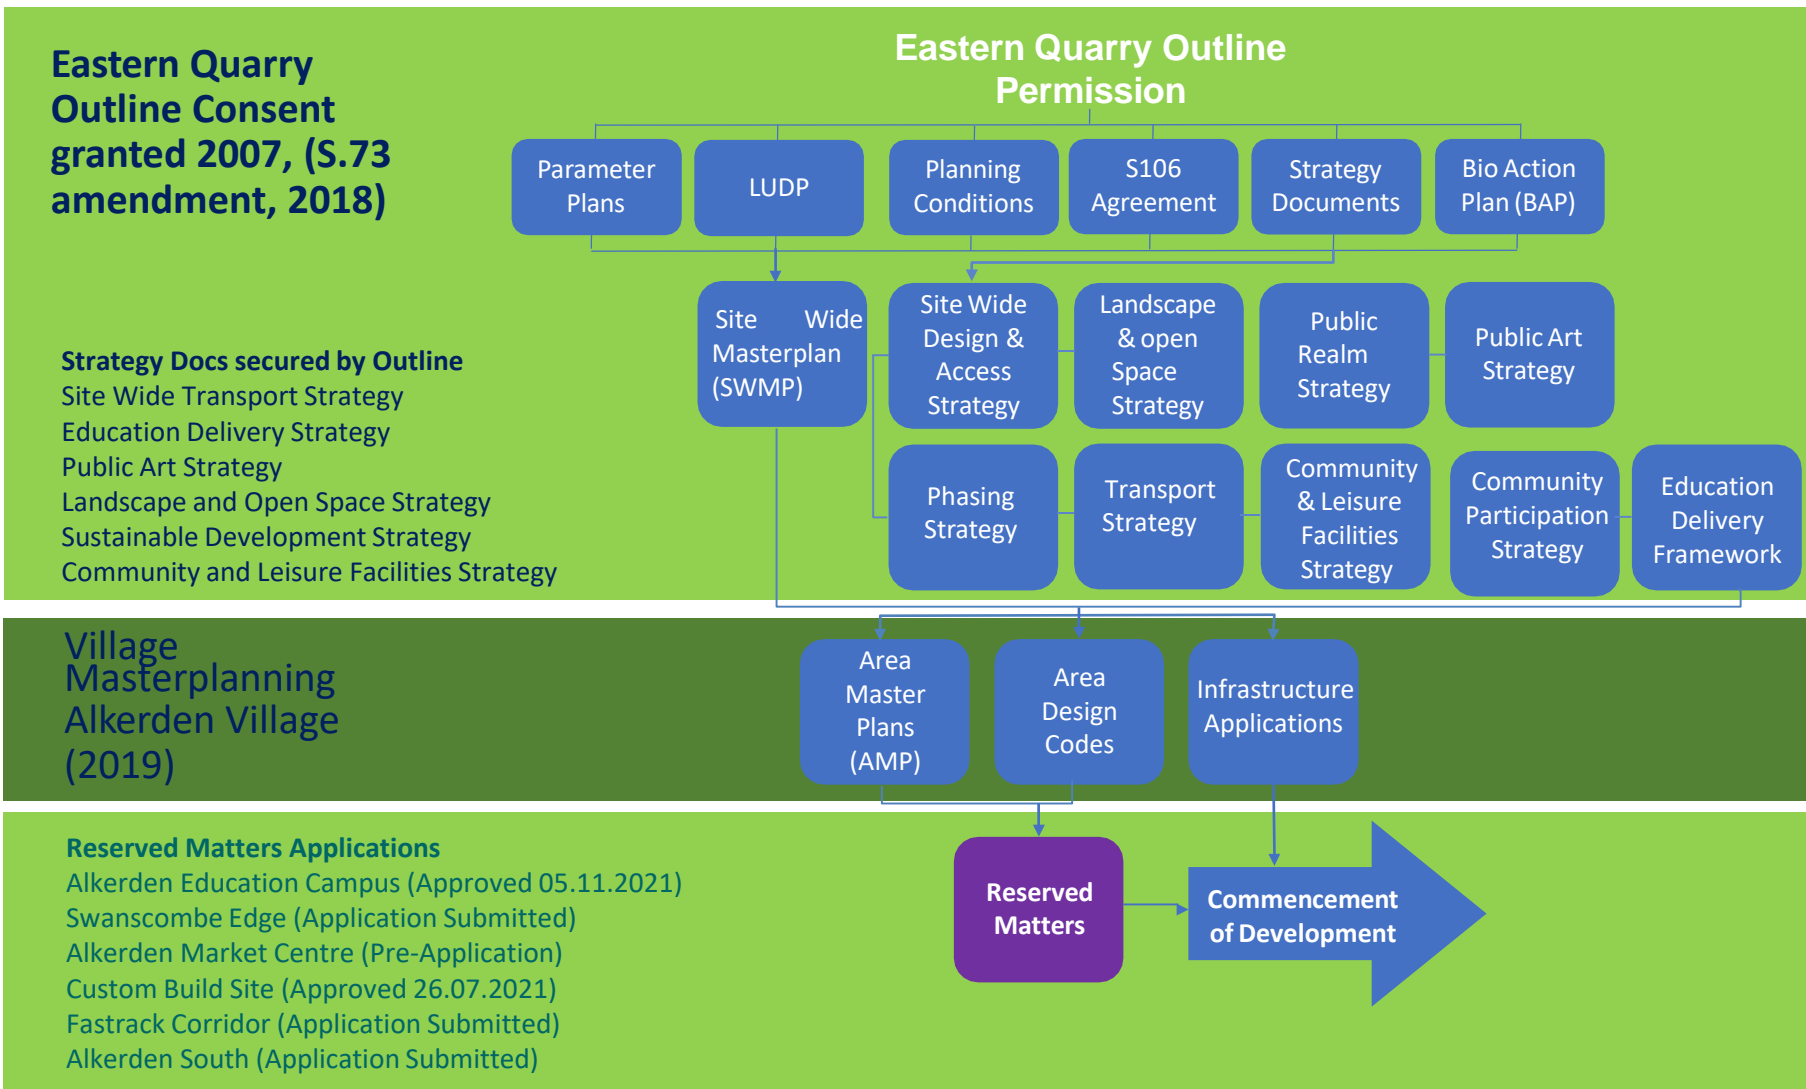 Eastern Quarry
Outline Consent
granted 2007, (S.73
amendment, 2018)
Eastern Quarry Outline
Permission
Parameter
Plans
LUDP
Planning
Conditions
S106
Agreement
Strategy
Documents
Bio Action
Plan (BAP)
Site Wide
Masterplan
(SWMP)
Site Wide
Design &
Access
Strategy
Landscape
& open
Space
Strategy
Public
Realm
Strategy
Public Art
Strategy
Strategy Docs secured by Outline
Site Wide Transport Strategy
Education Delivery Strategy
Public Art Strategy
Landscape and Open Space Strategy
Sustainable Development Strategy
Community and Leisure Facilities Strategy
Phasing
Strategy
Transport
Strategy
Community
& Leisure
Facilities
Strategy
Community
Participation
Strategy
Education
Delivery
Framework
Village
Masterplanning
Alkerden Village
(2019)
Area
Master
Plans
(AMP)
Area
Design
Codes
Infrastructure
Applications
Reserved Matters Applications
Alkerden Education Campus (Approved 05.11.2021)
Swanscombe Edge (Application Submitted)
Alkerden Market Centre (Pre-Application)
Custom Build Site (Approved 26.07.2021)
Fastrack Corridor (Application Submitted)
Alkerden South (Application Submitted)
Reserved
Matters
Commencement
of Development